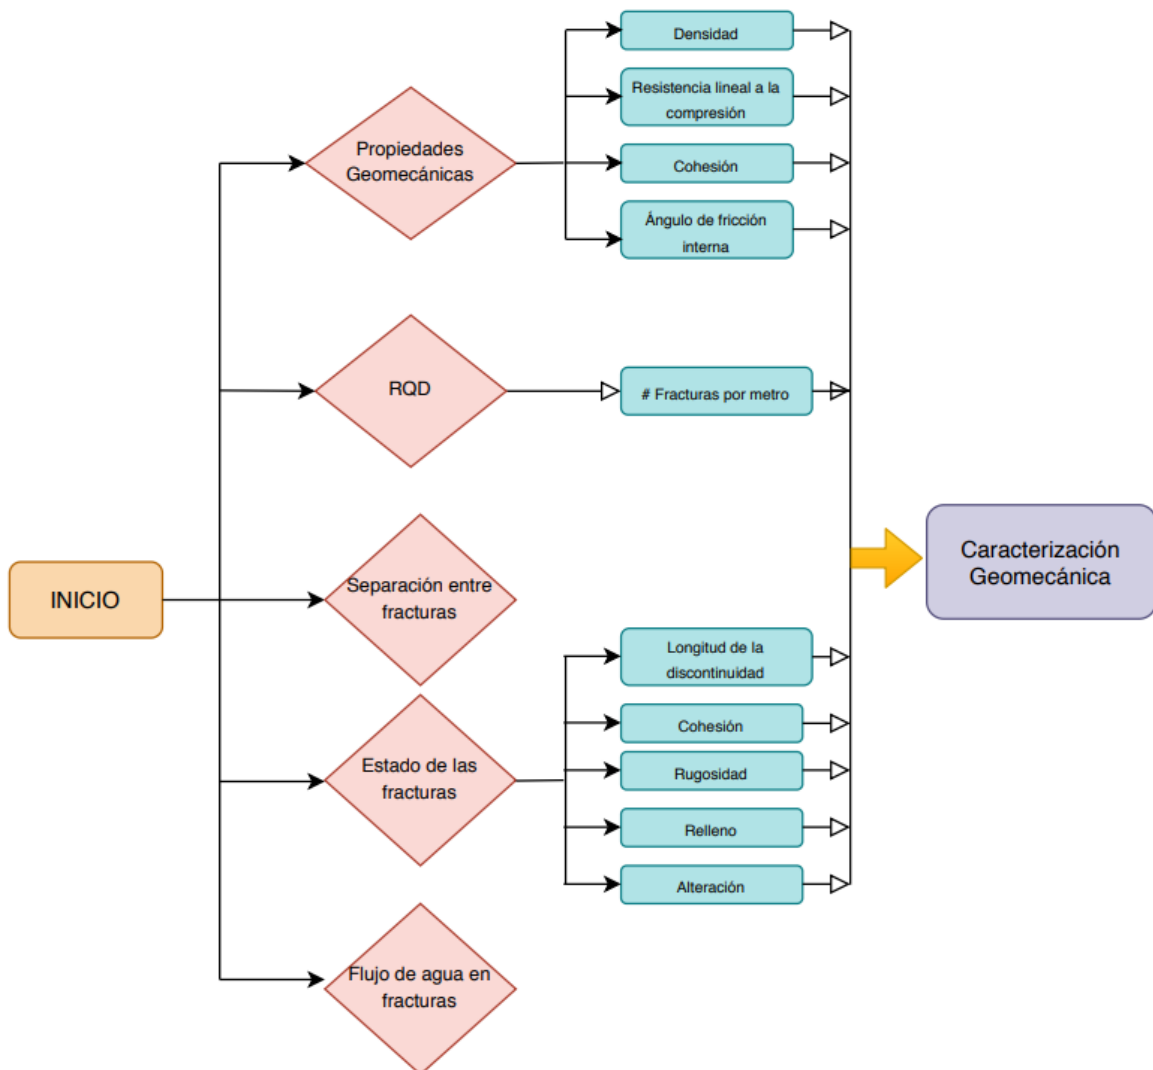 Densidad
Resistencia lineal a la
compresión
Propiedades
Geomecánicas
Cohesión
Ángulo de fricción
interna
RQD
# Fracturas por metro
INICIO
Separación entre
fracturas
Caracterización
Geomecánica
Longitud de la
discontinuidad
Cohesión
Estado de las
fracturas
Rugosidad
Relleno
Alteración
Flujo de agua en
fracturas